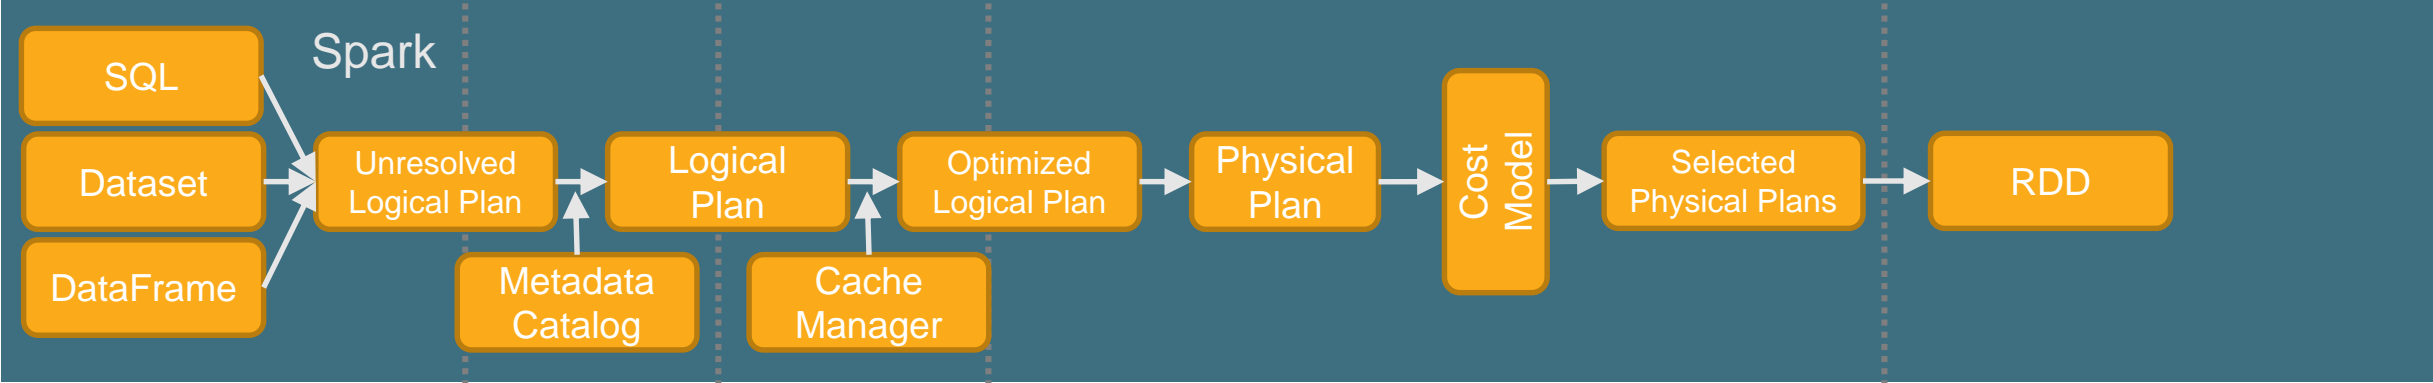 Spark
SQL
Dataset
DataFrame
Unresolved
Logical Plan
Metadata
Catalog
Logical
Plan
Cache
Manager
Optimized
Logical Plan
Physical
Plan
Cost
Model
Selected
Physical Plans
RDD